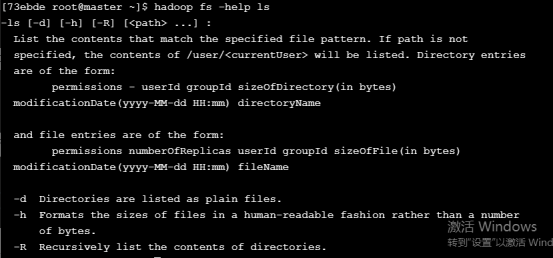 [73ebde root@master ~]$ hadoop fs -help ls
-ls [-d] [-h] [-R] [<path> ...] :
List the contents that match the specified file pattern. If path is not
specified, the contents of /user/<currentUser> will be listed. Directory entries
are of the form:
permissions - userId groupId sizeOfDirectory(in bytes)
modificationDate(yyyy-MM-dd HH:mm) directoryName
and file entries are of the form:
permissions numberOfReplicas userId groupId sizeOfFile(in bytes)
modificationDate(yyyy-MM-dd HH:mm) fileName
-d Directories are listed as plain files.
-h Formats the sizes of files in a human-readable fashion rather than a number
of bytes.
-R Recursively list the contents of directories.
激活 Windows
转到"设置"以激活 Wind